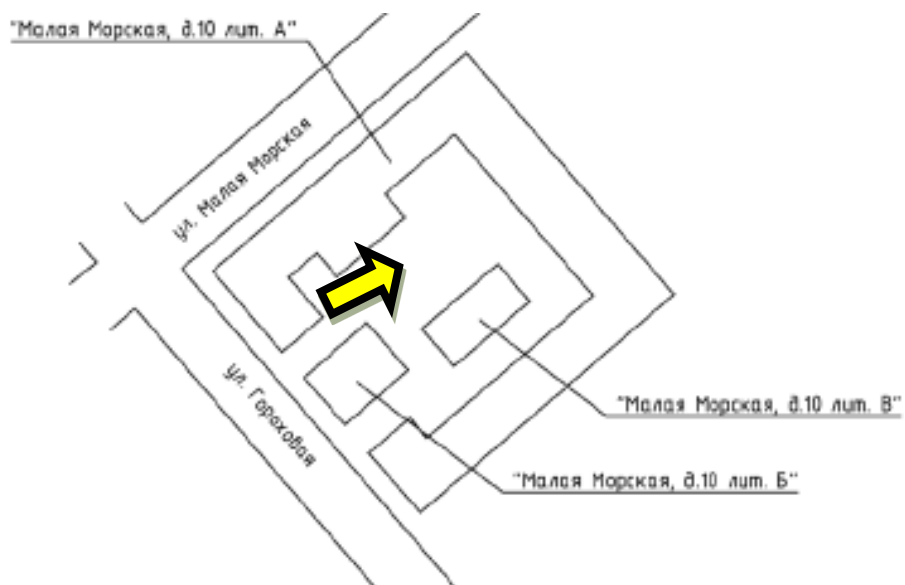 "Малая Морская, д.10 лит. А"
ул. Малая Морская
ул. Гороховая
"Малая Морская, д.10 лит. В"
"Малая Морская, д.10 лит. Б"